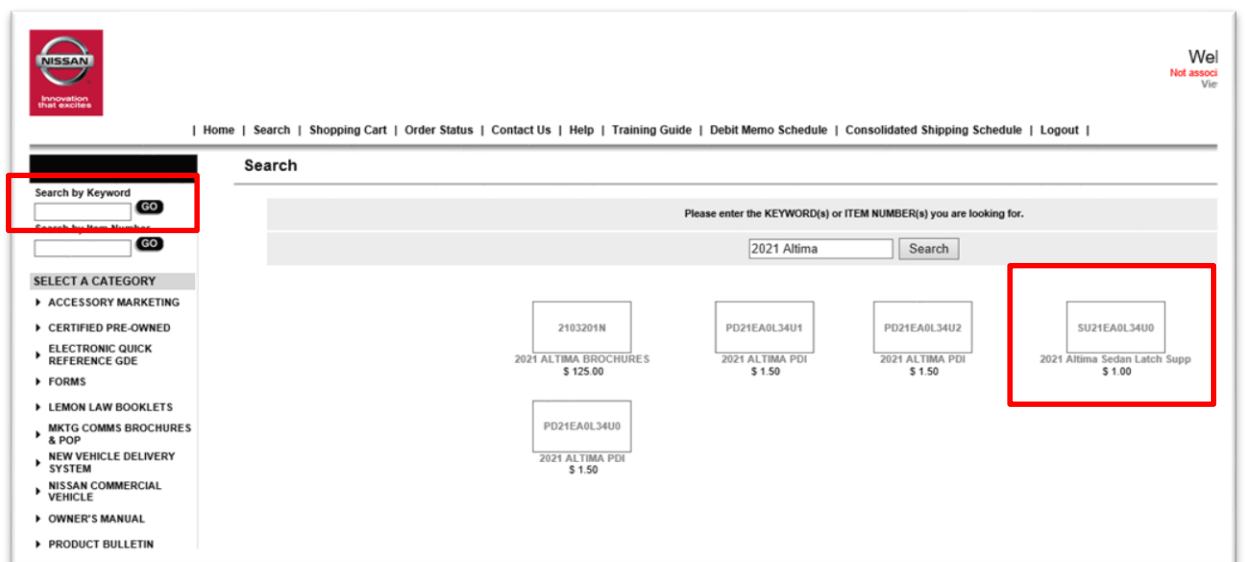 NISSAN
Innovation
that excites
Wel
Not associ
Vie
| Home | Search | Shopping Cart | Order Status | Contact Us | Help | Training Guide | Debit Memo Schedule | Consolidated Shipping Schedule | Logout |
Search by Keyword
GO
Search by Item Number
GO
SELECT A CATEGORY
ACCESSORY MARKETING
CERTIFIED PRE-OWNED
ELECTRONIC QUICK
REFERENCE GDE
FORMS
LEMON LAW BOOKLETS
MKTG COMMS BROCHURES
& POP
NEW VEHICLE DELIVERY
SYSTEM
NISSAN COMMERCIAL
VEHICLE
OWNER'S MANUAL
PRODUCT BULLETIN
Search
Please enter the KEYWORD(s) or ITEM NUMBER(s) you are looking for.
2021 Altima Search
2103201N PD21EA0L34U1 PD21EA0L34U2 SU21EA0L34U0
2021 ALTIMA BROCHURES 2021 ALTIMA PDI 2021 ALTIMA PDI 2021 Altima Sedan Latch Supp
$ 125.00 $ 1.50 $ 1.50 $ 1.00
PD21EA0L34U0
2021 ALTIMA PDI
$ 1.50